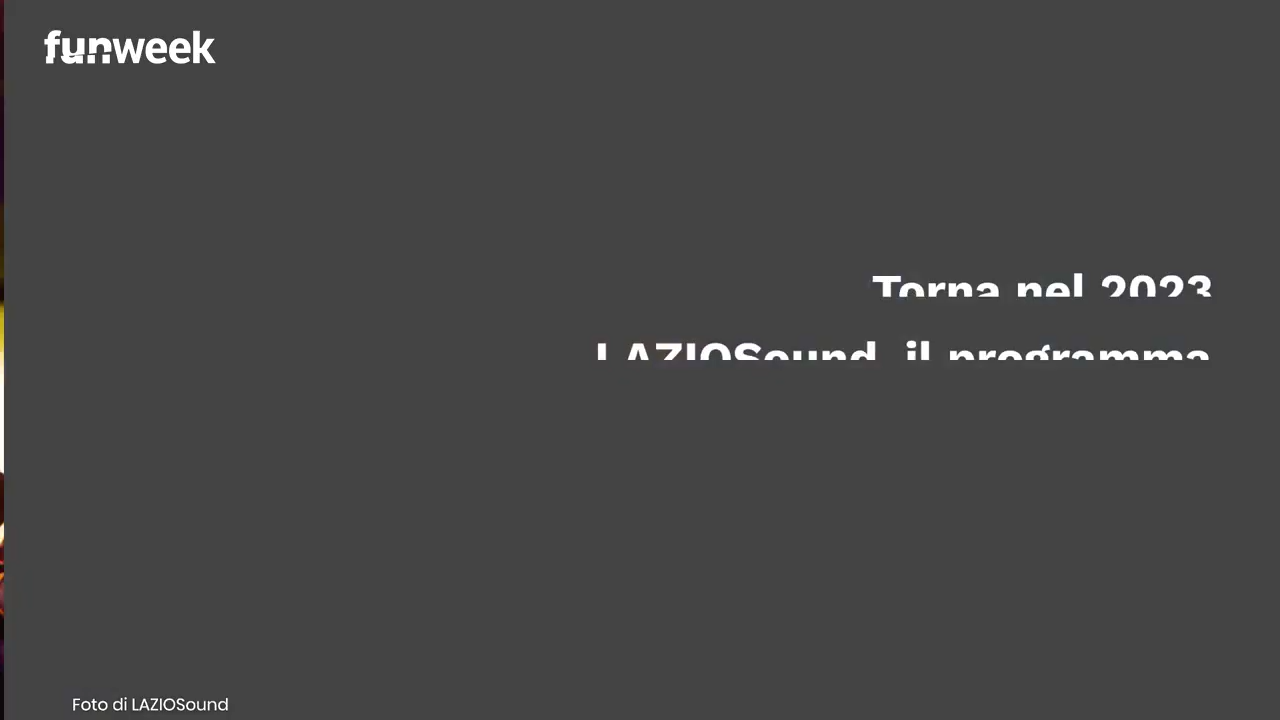 funweek
Torna nel 2023
LAZIOSound, il programma
Foto di LAZIOSound